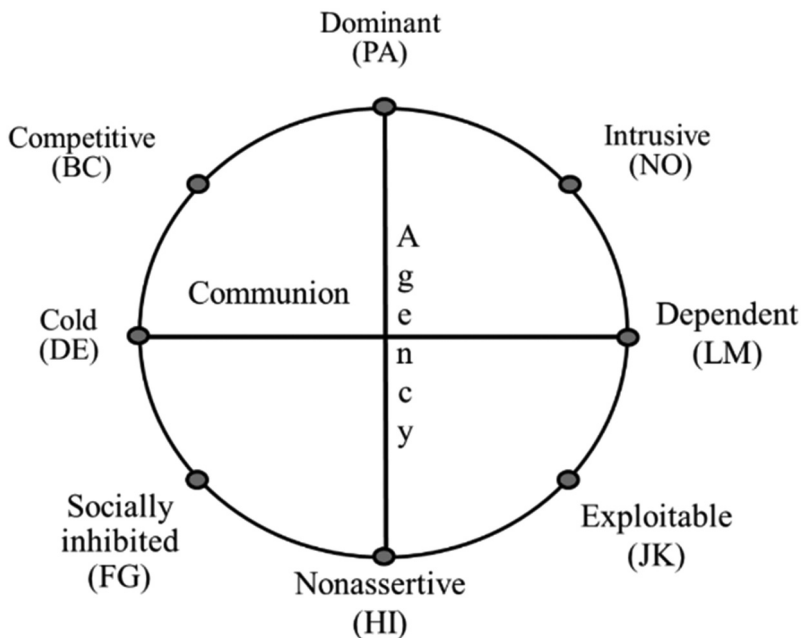 Dominant
(PA)
Competitive
(BC)
Intrusive
(NO)
Communion
A
g
e
n
c
y
Cold
(DE)
Dependent
(LM)
Socially
inhibited
(FG)
Exploitable
(JK)
Nonassertive
(HI)